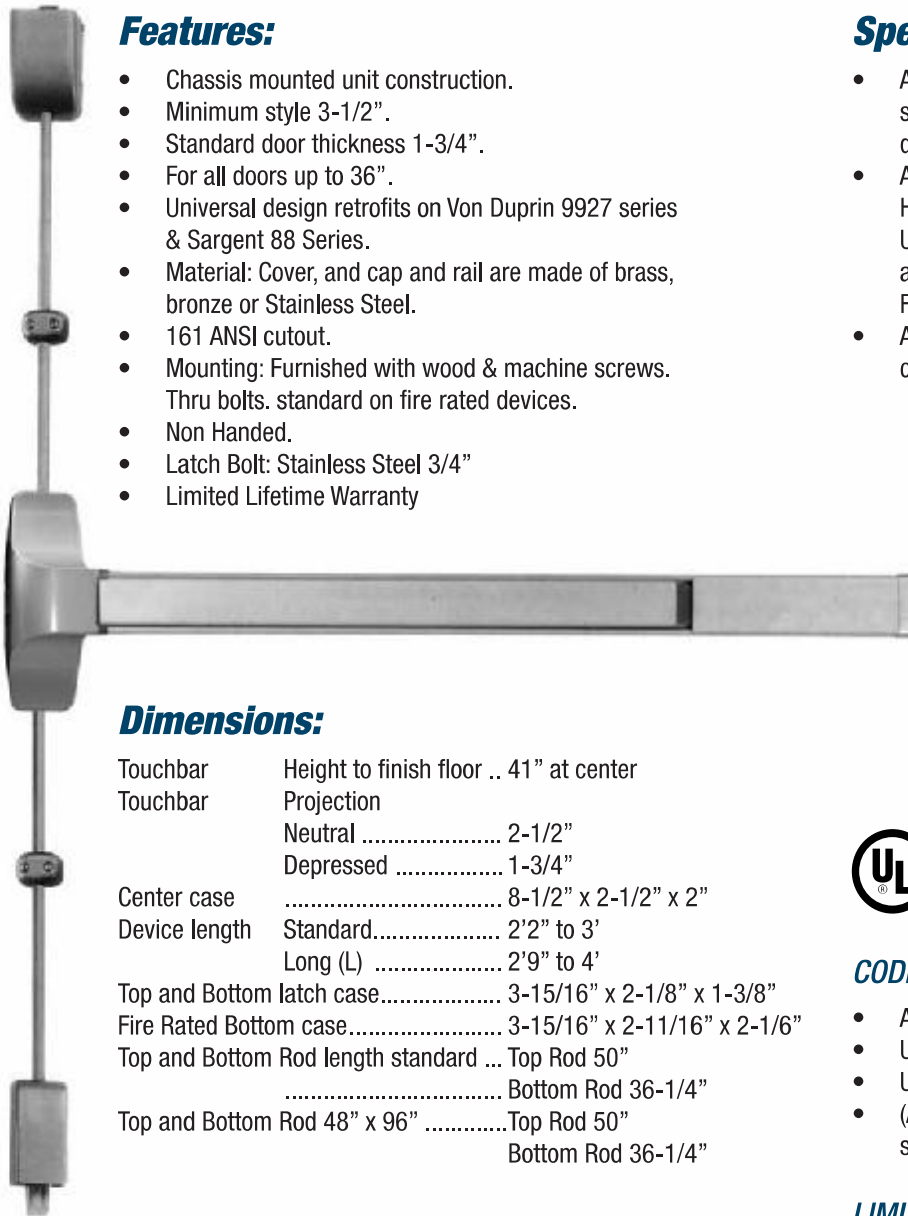 Features:
• Chassis mounted unit construction.
• Minimum style 3-1/2”.
• Standard door thickness 1-3/4”.
• For all doors up to 36”.
• Universal design retrofits on Von Duprin 9927 series
& Sargent 88 Series.
• Material: Cover, and cap and rail are made of brass,
bronze or Stainless Steel.
• 161 ANSI cutout.
• Mounting: Furnished with wood & machine screws.
Thru bolts. standard on fire rated devices.
• Non Handed.
• Latch Bolt: Stainless Steel 3/4”
• Limited Lifetime Warranty
Dimensions:
Touchbar Height to finish floor .. 41” at center
Touchbar Projection
Neutral ...................... 2-1/2”
Depressed ................. 1-3/4”
Center case .................................. 8-1/2” x 2-1/2” x 2”
Device length Standard.................... 2’2” to 3’
Long (L) .................... 2’9” to 4’
Top and Bottom latch case................... 3-15/16” x 2-1/8” x 1-3/8”
Fire Rated Bottom case........................ 3-15/16” x 2-11/16” x 2-1/6”
Top and Bottom Rod length standard ... Top Rod 50”
.................................. Bottom Rod 36-1/4”
Top and Bottom Rod 48” x 96” .............Top Rod 50”
Bottom Rod 36-1/4”
UL
®